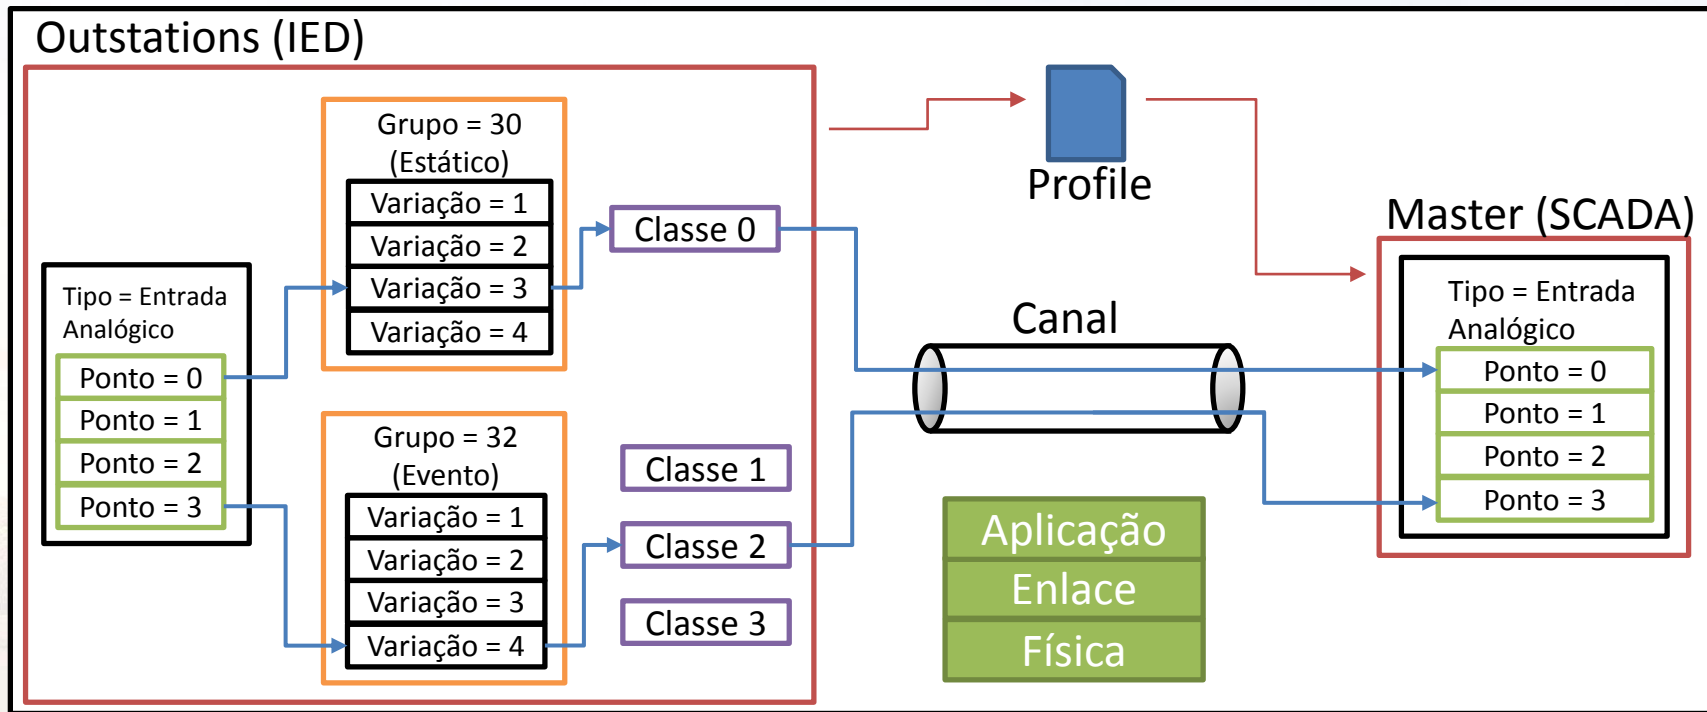 Outstations (IED)
Tipo = Entrada
Analógico
Ponto = 0
Ponto = 1
Ponto = 2
Ponto = 3
Grupo = 30
(Estático)
Variação = 1
Variação = 2
Variação = 3
Variação = 4
Grupo = 32
(Evento)
Variação = 1
Variação = 2
Variação = 3
Variação = 4
Classe 0
Classe 1
Classe 2
Classe 3
Profile
Canal
Aplicação
Enlace
Física
Master (SCADA)
Tipo = Entrada
Analógico
Ponto = 0
Ponto = 1
Ponto = 2
Ponto = 3